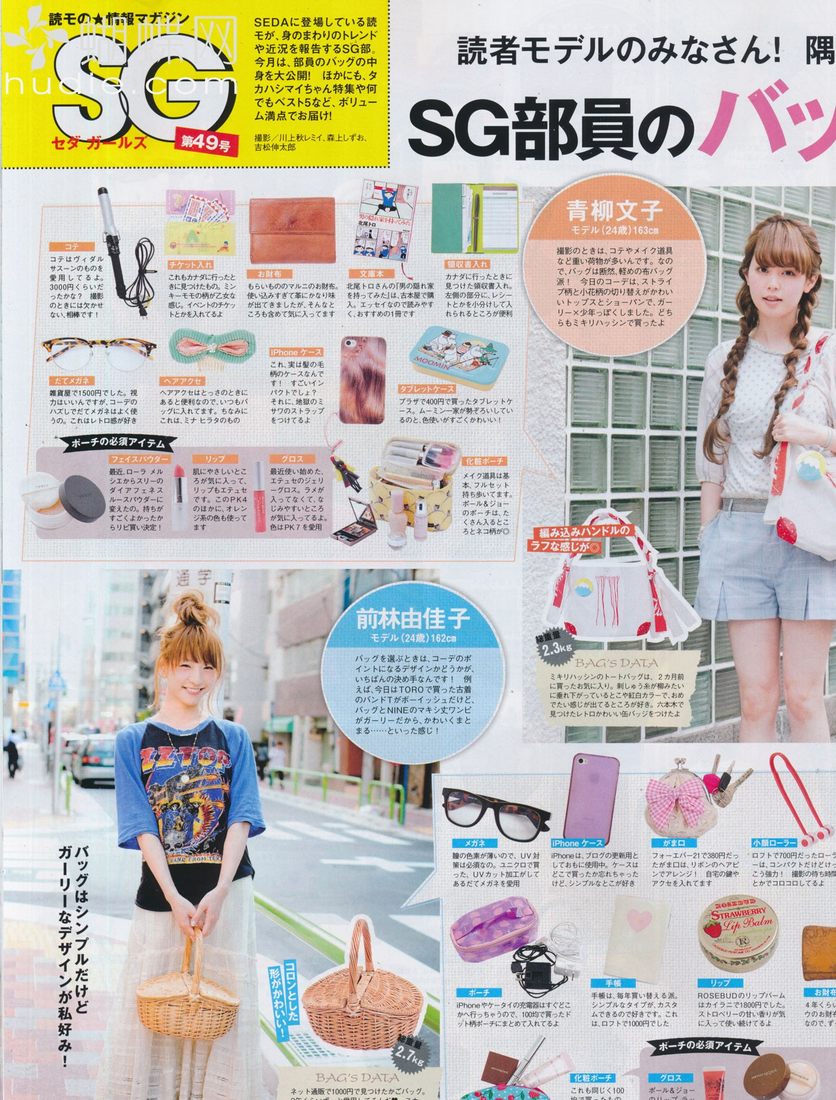 読モの★情報マガジン
SG
セダ ガールズ
第49号
蝴蝶网
hudie.com
SEDAに登場している読
モが、身のまわりのトレンド
や近況を報告するSG部。
今月は、部員のバッグの中
身を大公開! ほかにも、タ
カハシマイちゃん特集や何
でもベスト5など、ボリュー
ム満点でお届け!
撮影/川上秋レミイ、森上しずお、
吉松伸太郎
読者モデルのみなさん! 隅
SG部員のバッ
コテ
コテはヴィダル
サスーンのものを
愛用してるよ。
3000円くらい
だったかな? 撮影
のときには欠かせ
ない、相棒です!
チケット入れ
これもカナダに行ったと
きに見つけたもの。ミン
キーモモの柄が乙女な
感じ。イベントのチケッ
トとかを入れてるよ
お財布
もらいもののマルニのお財布。
使い込みすぎて革にかなり味
が出てきましたが、そんなと
ころも含めて気に入ってます
文庫本
北尾トロさんの『男の隠れ家
を持ってみた』は、古本屋で購
入。エッセイなので読みやす
く、おすすめの1冊です
領収書入れ
カナダに行ったときに見
つけた領収書入れです。
左側の部分に、レシー
トとかを小分けして入
れられるところが便利
だてメガネ
雑貨屋で1500円でした。視
力はいいんですが、コーデの
ハズしでだてメガネはよく使
うの。これはレトロ感が好き
ヘアアクセ
ヘアアクセはとっさのときに
あると便利なので、いつもバ
ッグに入れてます。ちなみに
これは、ミナ ヒラタのもの
iPhoneケース
これ、実は髪の毛
柄のケースなんで
す! すごいイン
パクトでしょ?
それに、地獄のミ
サワのストラップ
をつけてるよ
MOOMIN
タブレットケース
プラザで400円で買ったタブレットケ
ース。ムーミン一家が勢ぞろいしてい
るのと、色使いがすごくかわいい!
ポーチの必須アイテム
フェイスパウダー
最近、ローラ メル
シエからスリーの
ダイアフェネス
ルースパウダー
に変えたの。持ちが
すごくよかったか
らリピ買い決定!
リップ
肌にやさしいとこ
ろが気に入って、
リップもエテュセ
です。このPK4
のほかに、オレン
ジ系の色も使って
ます
グロス
最近使い始めた、
エテュセのジェリ
ーグロス。ラメが
入ってなくて、な
じみやすいところ
が気に入ってるよ。
色はPK7を愛用
化粧ポーチ
メイク道具は基
本、フルセット
持ち歩いてます。
ポール＆ジョー
のポーチは、たく
さん入るところ
とネコ柄が◎
青柳文子
モデル(24歳)163cm
撮影のときは、コテやメイク道具
など重い荷物が多いんです。なの
で、バッグは断然、軽めの布バッグ
派! 今日のコーデは、ストライ
プ柄と小花柄の切り替えがかわい
いトップスとショーパンで、ガーリ
ー×少年っぽくしました。どち
らもミキリハッシンで買ったよ
編み込みハンドルの
ラフな感じが◎
総重量
2.3kg
BAG'S DATA
ミキリハッシンのトートバッグは、2カ月前
に買ったお気に入り。刺しゅう糸が柳みたい
に垂れ下がっているとこや紅白カラーで、おめ
でたい感じが出てるところが好き。六本木で
見つけたレトロかわいい缶バッグをつけたよ
前林由佳子
モデル(24歳)162cm
バッグを選ぶときは、コーデのポイ
ントになるデザインかどうかが、
いちばんの決め手なんです! 例
えば、今日はTOROで買った古着
のバンドTがボーイッシュだけど、
バッグとNINEのマキシ丈ワンピ
がガーリーだから、かわいくまと
まる……といった感じ!
通学
ZZ TOP
バッグはシンプルだけど
ガーリーなデザインが私好み!
コロンとした
形がかわいい!
総重量
2.7kg
BAG'S DATA
ネット通販で1000円で見つけたかごバッグ。
メガネ
瞳の色素が薄いので、UV対
策は必須なの。ユニクロで買
った、UVカット加工がして
あるだてメガネを愛用
iPhoneケース
iPhoneは、ブログの更新用と
しておもに使用中。ケースは
どこで買ったか忘れちゃった
けど、シンプルなとこが好き
がま口
フォーエバー21で380円だっ
たがま口は、リボンのヘアピ
ンでアレンジ! 自宅の鍵や
アクセを入れてます
小顔ローラー
ロフトで700円だったローラ
ーは、コンパクトだけどけっ
こう強力! 撮影の待ち時間
とかでコロコロしてるよ
ポーチ
iPhoneやケータイの充電器はすぐどこ
かへ行っちゃうので、100均で買ったド
ット柄ポーチにまとめて入れてるよ
手帳
手帳は、毎年買い替える派。
シンプルなタイプが、カスタ
ムできるので好きです。これ
は、ロフトで1000円でした
ROSEBUD
STRAWBERRY
Lip Balm
リップ
ROSEBUDのリップバーム
はカイラニで1800円でした。
ストロベリーの甘い香りが気
に入って使い続けてるよ
お財布
4年くらい
ウのお財布
ポーチの必須アイテム
化粧ポーチ
これも同じく100
グロス
ポール＆ジョー